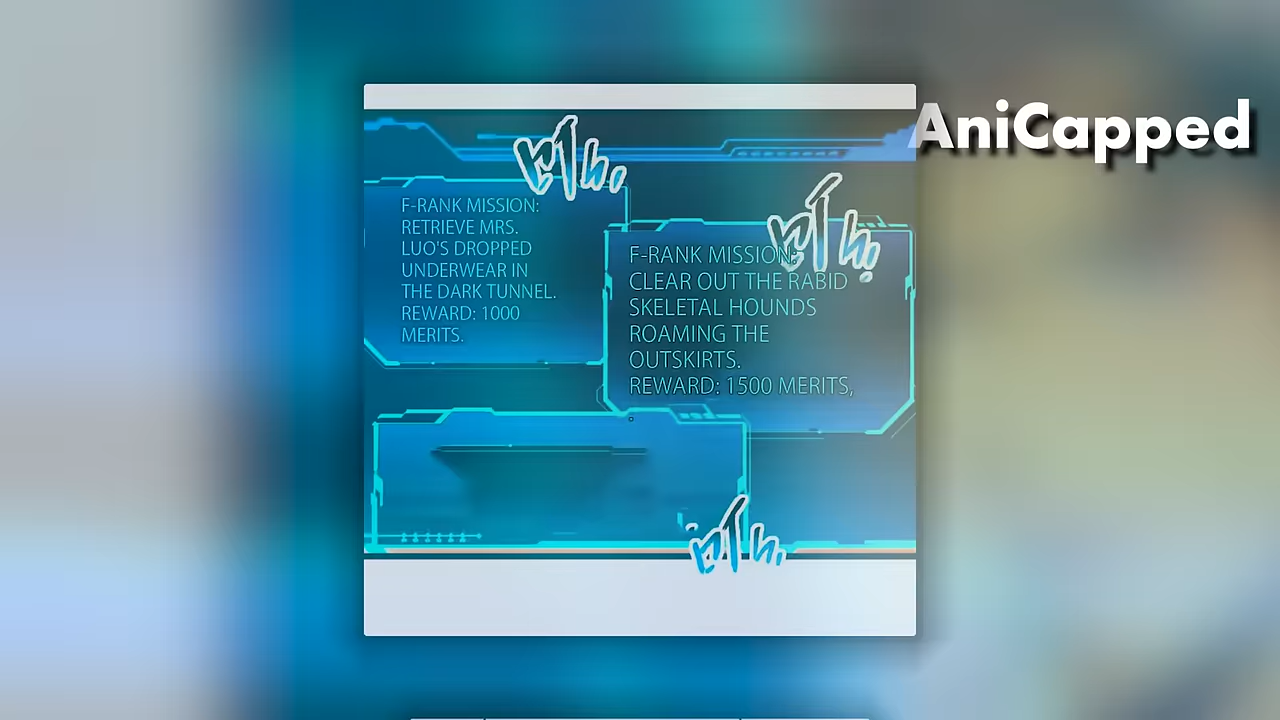 AniCapped
F-RANK MISSION:
RETRIEVE MRS.
LUO'S DROPPED
UNDERWEAR IN
THE DARK TUNNEL.
REWARD: 1000
MERITS.
F-RANK MISSION:
CLEAR OUT THE RABID
SKELETAL HOUNDS
ROAMING THE
OUTSKIRTS.
REWARD: 1500 MERITS,